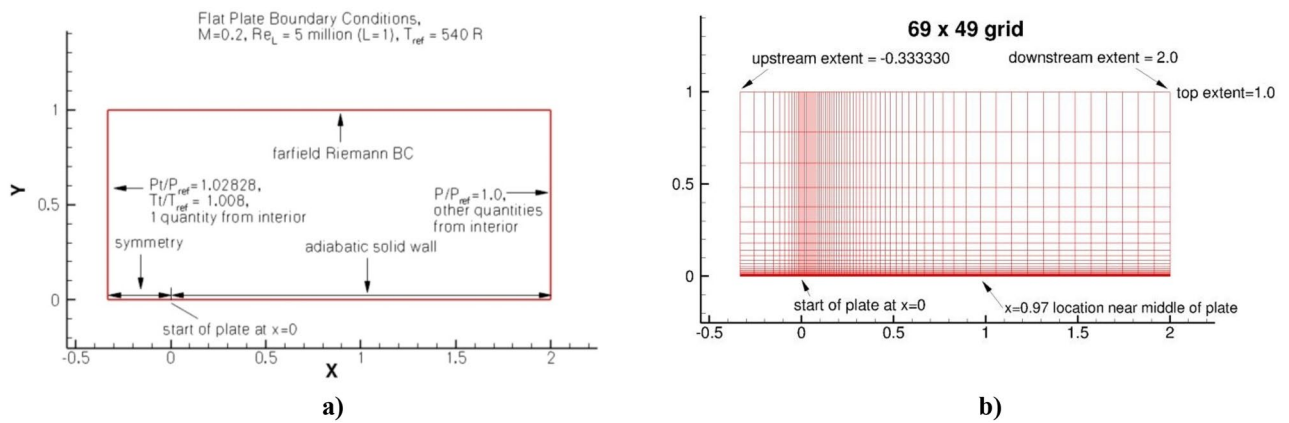 Flat Plate Boundary Conditions,
M=0.2, Re_L = 5 million (L=1), T_ref = 540 R
1
farfield Riemann BC
Y
Pt/P_ref = 1.02828,
Tt/T_ref = 1.008,
1 quantity from interior
P/P_ref = 1.0,
other quantities
from interior
0.5
symmetry
adiabatic solid wall
0
start of plate at x=0
-0.5 0 0.5 1 1.5 2
X
a)
69 x 49 grid
upstream extent = -0.333330
downstream extent = 2.0
1
top extent=1.0
0.5
0
start of plate at x=0
x=0.97 location near middle of plate
-0.5 0 0.5 1 1.5 2
b)